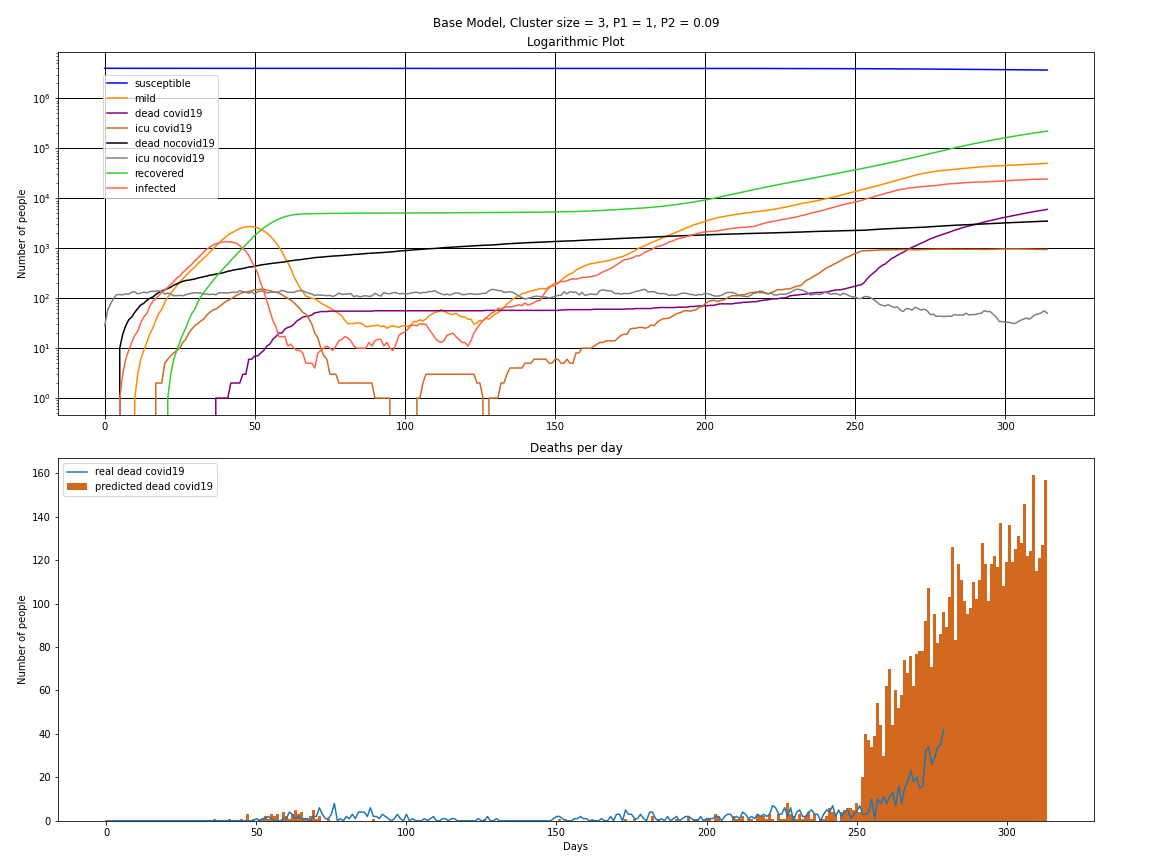 Base Model, Cluster size = 3, P1 = 1, P2 = 0.09
Logarithmic Plot
susceptible
mild
dead covid19
icu covid19
dead nocovid19
icu nocovid19
recovered
infected
Number of people
10⁶
10⁵
10⁴
10³
10²
10¹
10⁰
0 50 100 150 200 250 300
Deaths per day
real dead covid19
predicted dead covid19
Number of people
160
140
120
100
80
60
40
20
0
0 50 100 150 200 250 300
Days